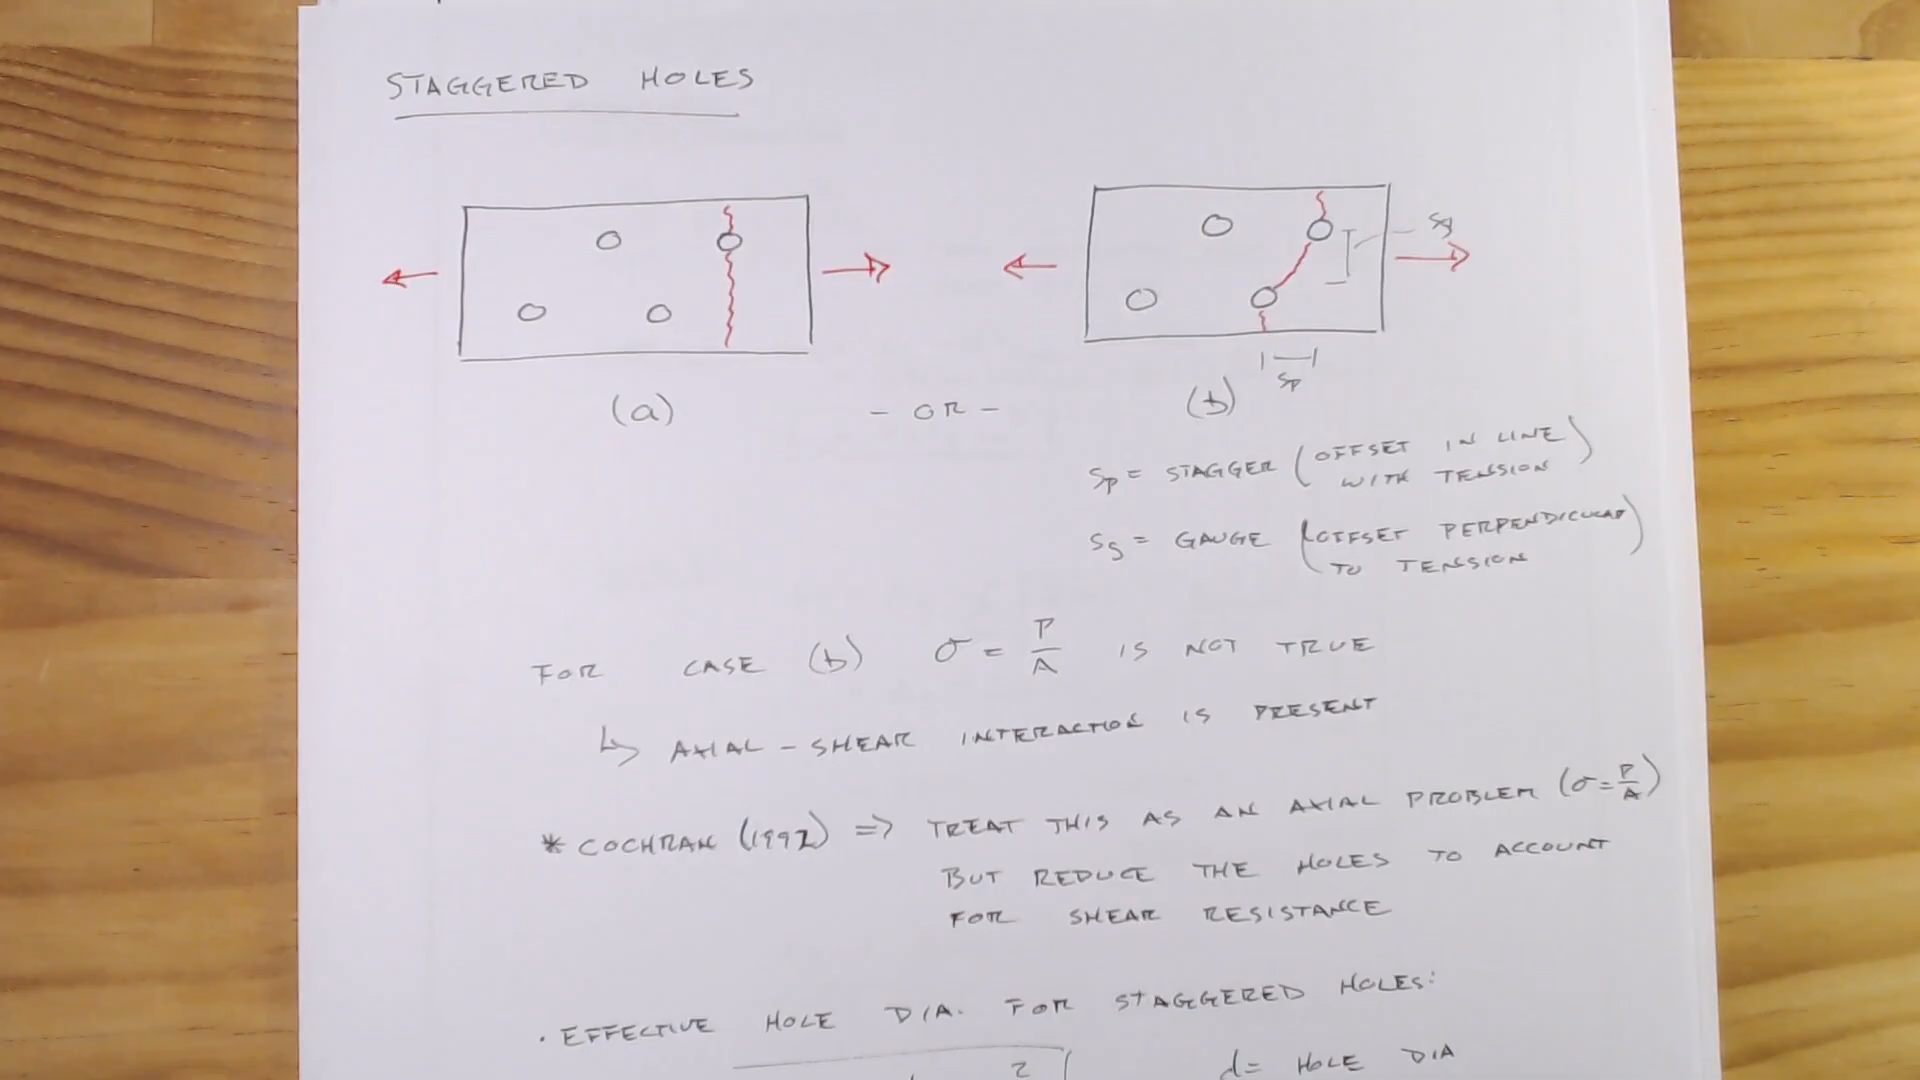 STAGGERED HOLES
Sg
Sp
(a)
- OR -
(b)
Sp = STAGGER (OFFSET IN LINE
WITH TENSION)
Sg = GAUGE (OFFSET PERPENDICULAR
TO TENSION)
FOR CASE (b) σ = P/A IS NOT TRUE
↳ AXIAL - SHEAR INTERACTION IS PRESENT
* COCHRAN (1992) => TREAT THIS AS AN AXIAL PROBLEM (σ=P/A)
BUT REDUCE THE HOLES TO ACCOUNT
FOR SHEAR RESISTANCE
• EFFECTIVE HOLE DIA. FOR STAGGERED HOLES:
2
d= HOLE DIA